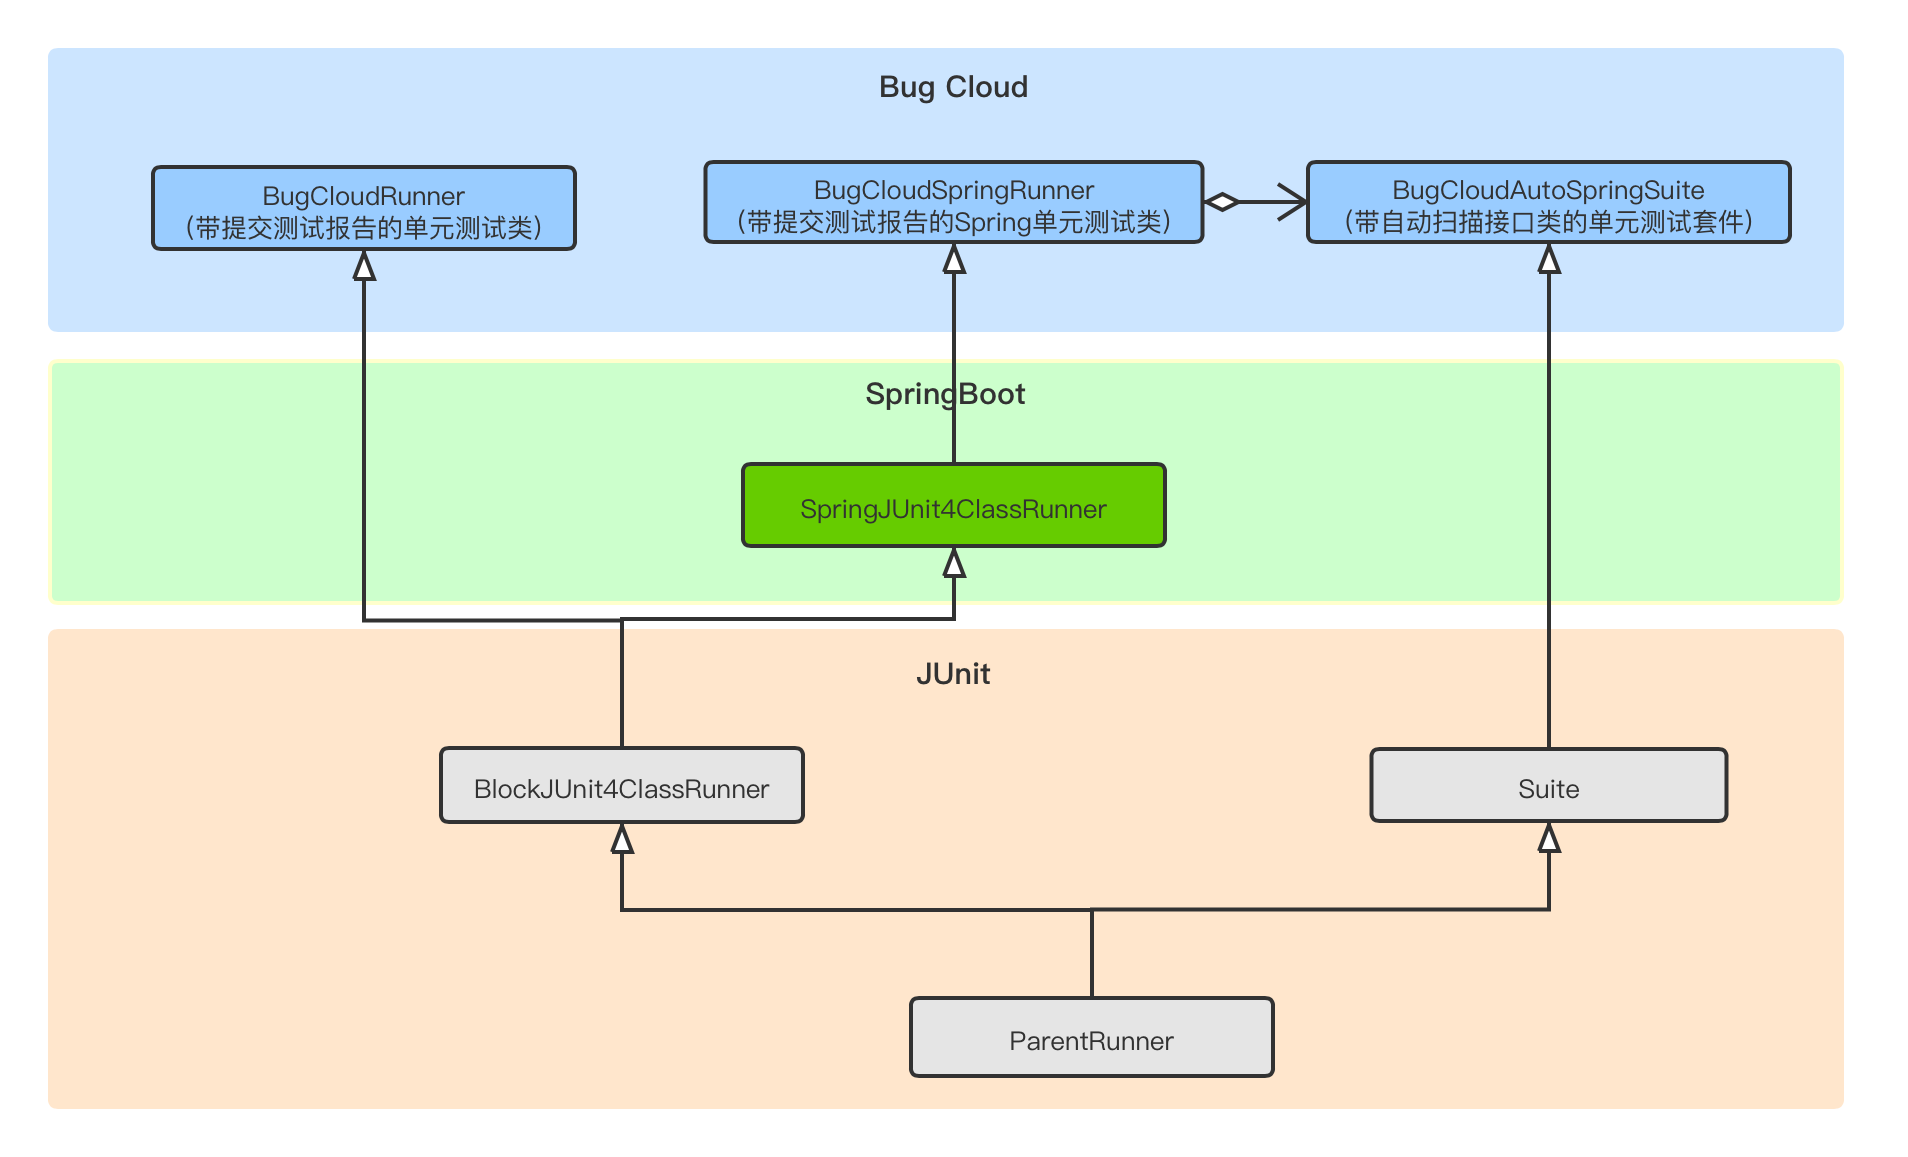 Bug Cloud
BugCloudRunner
（带提交测试报告的单元测试类）
BugCloudSpringRunner
（带提交测试报告的Spring单元测试类）
BugCloudAutoSpringSuite
（带自动扫描接口类的单元测试套件）
SpringBoot
SpringJUnit4ClassRunner
JUnit
BlockJUnit4ClassRunner
Suite
ParentRunner